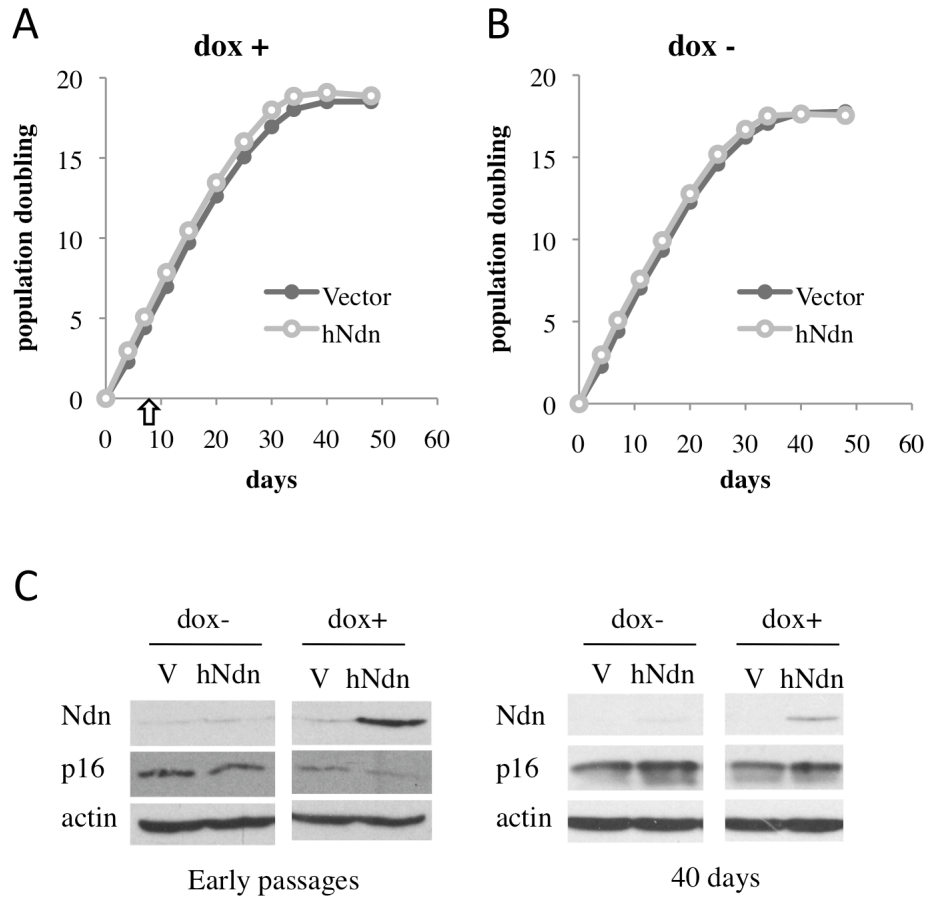 A
dox +
20
15
10
5
0
population doubling
Vector
hNdn
0 10 20 30 40 50 60
days
B
dox -
20
15
10
5
0
population doubling
Vector
hNdn
0 10 20 30 40 50 60
days
C
dox- dox+
V hNdn V hNdn
Ndn
p16
actin
Early passages
dox- dox+
V hNdn V hNdn
Ndn
p16
actin
40 days